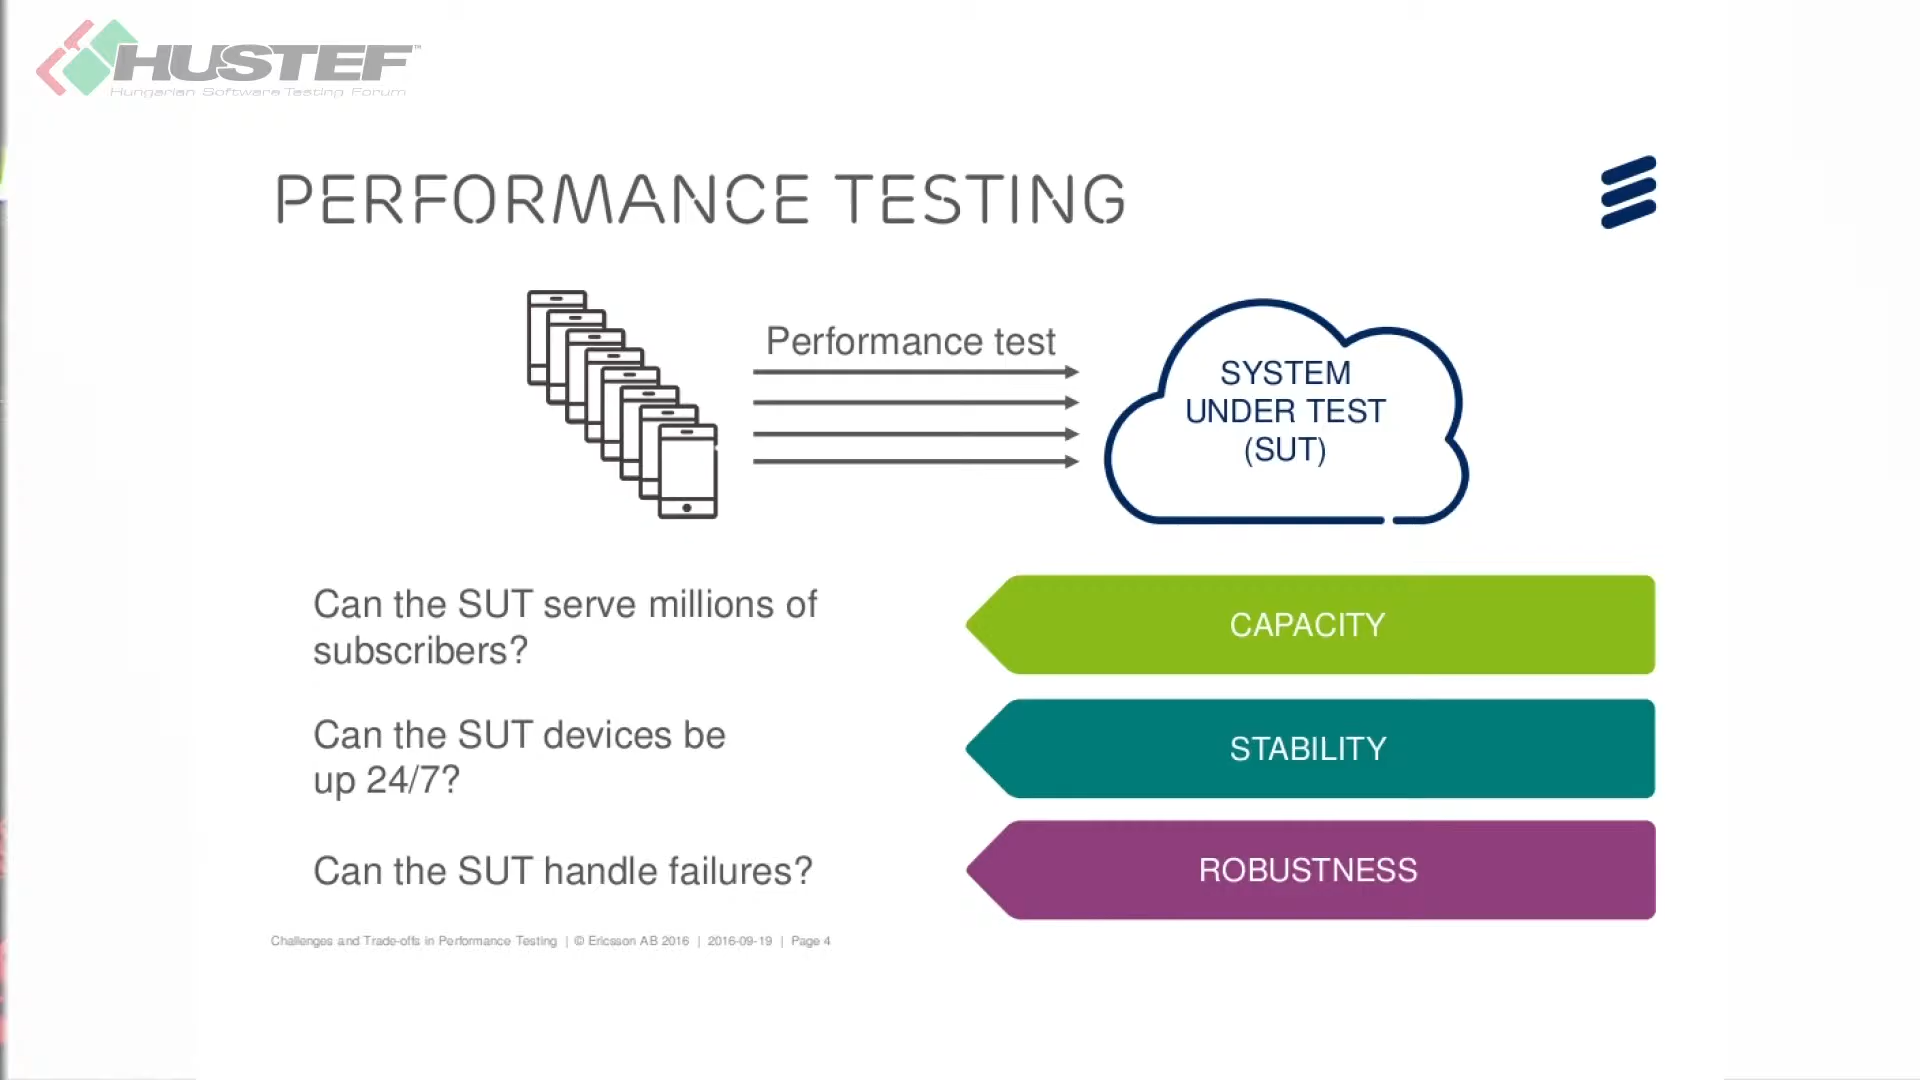 HUSTEF™
Hungarian Software Testing Forum
PERFORMANCE TESTING
Performance test
SYSTEM
UNDER TEST
(SUT)
Can the SUT serve millions of
subscribers?
CAPACITY
Can the SUT devices be
up 24/7?
STABILITY
Can the SUT handle failures?
ROBUSTNESS
Challenges and Trade-offs in Performance Testing | © Ericsson AB 2016 | 2016-09-19 | Page 4